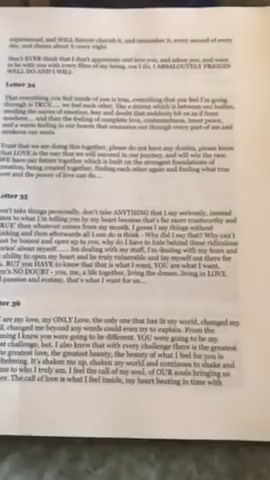 experienced, and WILL forever cherish it, and remember it, every second of every
day, and dream about it every night.
Don't EVER think that I don't appreciate and love you, and adore you, and want
to be with you with every fibre of my being, cos I do, I ABSOLUTELY FRIGGIN
WELL DO AND I WILL
Letter 34
That everything you feel inside of you is true, everything that you feel I'm going
through is TRUE..... we feel each other, like a mirror which is between our bodies,
sending the waves of emotion, fear and doubt that suddenly hit us as if from
nowhere.... and then the feeling of complete love, contentedness, inner peace,
and a warm feeling in our hearts that emanates out through every part of us and
awakens our souls.
Trust that we are doing this together, please do not have any doubts, please know
that LOVE is the way that we will succeed in our journey, and will win the race.
WE have our future together which is built on the strongest foundations of
creation, being created together, finding each other again and finding what true
love and the power of love can do....
Letter 35
on't take things personally, don't take ANYTHING that I say seriously, instead
sten to what I'm telling you by my heart because that's far more trustworthy and
RUE' than whatever comes from my mouth. I guess I say things without
inking and then afterwards all I can do is think - Why did I say that? Why can't
ust be honest and open up to you, why do I have to hide behind these ridiculous
ories' about myself...... Im dealing with my stuff, I'm dealing with my fears and
ability to open my heart and be truly vulnerable and lay myself out there for
u. BUT you HAVE to know that that is what I want, YOU are what I want,
ere's NO DOUBT - you, me, a life together, living the dream, living in LOVE
passion and ecstasy, that's what I want for us...
ter 36
are my love, my ONLY Love, the only one that has lit my world, changed my
d, changed me beyond any words could even try to explain. From the
ning I knew you were going to be different. YOU were going to be my
st challenge, but, I also knew that with every challenge there is the greatest
e greatest love, the greatest beauty, the beauty of what I feel for you is
helming. It's shaken me up, shaken my world and continues to shake and
me to who I truly am. I feel the call of my soul, of OUR souls bringing us
er. The call of love is what I feel inside, my heart beating in time with